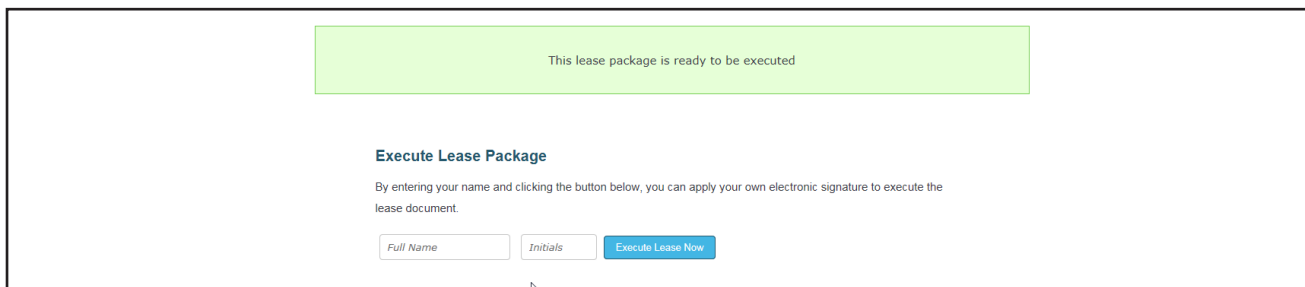 This lease package is ready to be executed
Execute Lease Package
By entering your name and clicking the button below, you can apply your own electronic signature to execute the
lease document.
Full Name Initials Execute Lease Now